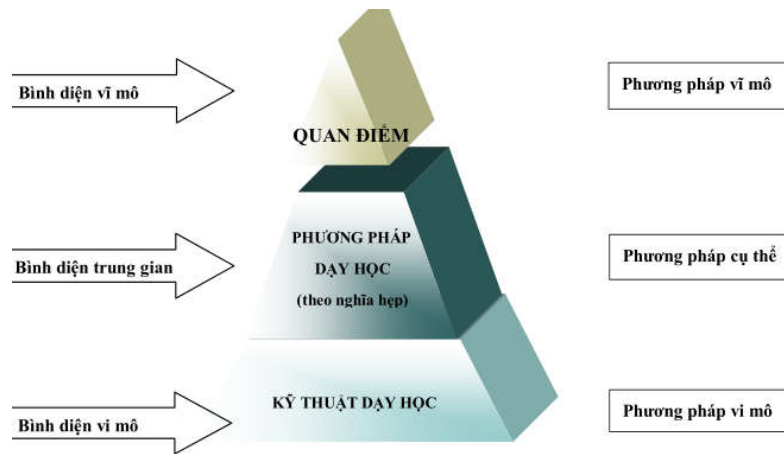 Bình diện vĩ mô
QUAN ĐIỂM
Phương pháp vĩ mô
Bình diện trung gian
PHƯƠNG PHÁP
DẠY HỌC
(theo nghĩa hẹp)
Phương pháp cụ thể
Bình diện vi mô
KỸ THUẬT DẠY HỌC
Phương pháp vi mô